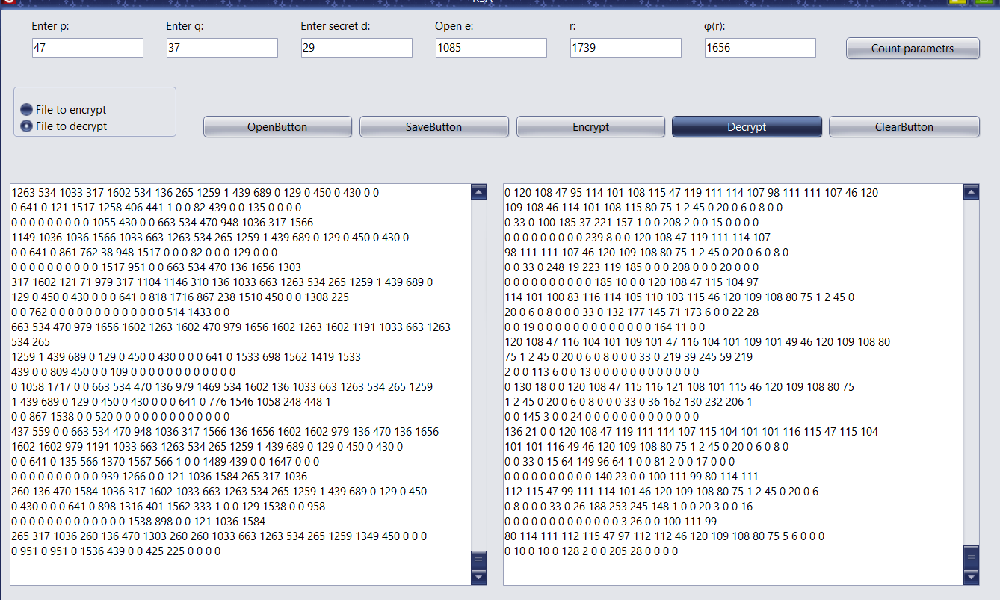 RSA
Enter p: Enter q: Enter secret d: Open e: r: φ(r):
47 37 29 1085 1739 1656 Count parametrs
File to encrypt
File to decrypt
OpenButton SaveButton Encrypt Decrypt ClearButton
1263 534 1033 317 1602 534 136 265 1259 1 439 689 0 129 0 450 0 430 0 0
0 641 0 121 1517 1258 406 441 1 0 0 82 439 0 0 135 0 0 0 0
0 0 0 0 0 0 0 0 0 1055 430 0 0 663 534 470 948 1036 317 1566
1149 1036 1036 1566 1033 663 1263 534 265 1259 1 439 689 0 129 0 450 0 430 0
0 0 641 0 861 762 38 948 1517 0 0 0 82 0 0 0 129 0 0 0
0 0 0 0 0 0 0 0 0 0 1517 951 0 0 663 534 470 136 1656 1303
317 1602 121 71 979 317 1104 1146 310 136 1033 663 1263 534 265 1259 1 439 689 0
129 0 450 0 430 0 0 0 641 0 818 1716 867 238 1510 450 0 0 1308 225
0 0 762 0 0 0 0 0 0 0 0 0 0 0 0 0 514 1433 0 0
663 534 470 979 1656 1602 1263 1602 470 979 1656 1602 1263 1602 1191 1033 663 1263
534 265
1259 1 439 689 0 129 0 450 0 430 0 0 0 641 0 1533 698 1562 1419 1533
439 0 0 809 450 0 0 109 0 0 0 0 0 0 0 0 0 0 0 0
0 1058 1717 0 0 663 534 470 136 979 1469 534 1602 136 1033 663 1263 534 265 1259
1 439 689 0 129 0 450 0 430 0 0 0 641 0 776 1546 1058 248 448 1
0 0 867 1538 0 0 520 0 0 0 0 0 0 0 0 0 0 0 0 0
437 559 0 0 663 534 470 948 1036 317 1566 136 1656 1602 1602 979 136 470 136 1656
1602 1602 979 1191 1033 663 1263 534 265 1259 1 439 689 0 129 0 450 0 430 0
0 0 641 0 135 566 1370 1567 566 1 0 0 1489 439 0 0 1647 0 0 0
0 0 0 0 0 0 0 0 0 0 939 1266 0 0 121 1036 1584 265 317 1036
260 136 470 1584 1036 317 1602 1033 663 1263 534 265 1259 1 439 689 0 129 0 450
0 430 0 0 0 641 0 898 1316 401 1562 333 1 0 0 129 1538 0 0 958
0 0 0 0 0 0 0 0 0 0 0 0 0 1538 898 0 0 121 1036 1584
265 317 1036 260 136 470 1303 260 260 1033 663 1263 534 265 1259 1349 450 0 0 0
0 951 0 951 0 1536 439 0 0 425 225 0 0 0 0
0 120 108 47 95 114 101 108 115 47 119 111 114 107 98 111 111 107 46 120
109 108 46 114 101 108 115 80 75 1 2 45 0 20 0 6 0 8 0 0
0 33 0 100 185 37 221 157 1 0 0 208 2 0 0 15 0 0 0 0
0 0 0 0 0 0 0 0 0 239 8 0 0 120 108 47 119 111 114 107
98 111 111 107 46 120 109 108 80 75 1 2 45 0 20 0 6 0 8 0
0 0 33 0 248 19 223 119 185 0 0 0 208 0 0 0 20 0 0 0
0 0 0 0 0 0 0 0 0 0 185 10 0 0 120 108 47 115 104 97
114 101 100 83 116 114 105 110 103 115 46 120 109 108 80 75 1 2 45 0
20 0 6 0 8 0 0 0 33 0 132 177 145 71 173 6 0 0 22 28
0 0 19 0 0 0 0 0 0 0 0 0 0 0 0 0 164 11 0 0
120 108 47 116 104 101 109 101 47 116 104 101 109 101 49 46 120 109 108 80
75 1 2 45 0 20 0 6 0 8 0 0 0 33 0 219 39 245 59 219
2 0 0 113 6 0 0 13 0 0 0 0 0 0 0 0 0 0 0 0
0 130 18 0 0 120 108 47 115 116 121 108 101 115 46 120 109 108 80 75
1 2 45 0 20 0 6 0 8 0 0 0 33 0 36 162 130 232 206 1
0 0 145 3 0 0 24 0 0 0 0 0 0 0 0 0 0 0 0 0
136 21 0 0 120 108 47 119 111 114 107 115 104 101 101 116 115 47 115 104
101 101 116 49 46 120 109 108 80 75 1 2 45 0 20 0 6 0 8 0
0 0 33 0 15 64 149 96 64 1 0 0 81 2 0 0 17 0 0 0
0 0 0 0 0 0 0 0 0 0 140 23 0 0 100 111 99 80 114 111
112 115 47 99 111 114 101 46 120 109 108 80 75 1 2 45 0 20 0 6
0 8 0 0 0 33 0 26 188 253 245 148 1 0 0 20 3 0 0 16
0 0 0 0 0 0 0 0 0 0 0 0 0 3 26 0 0 100 111 99
80 114 111 112 115 47 97 112 112 46 120 109 108 80 75 5 6 0 0 0
0 10 0 10 0 128 2 0 0 205 28 0 0 0 0